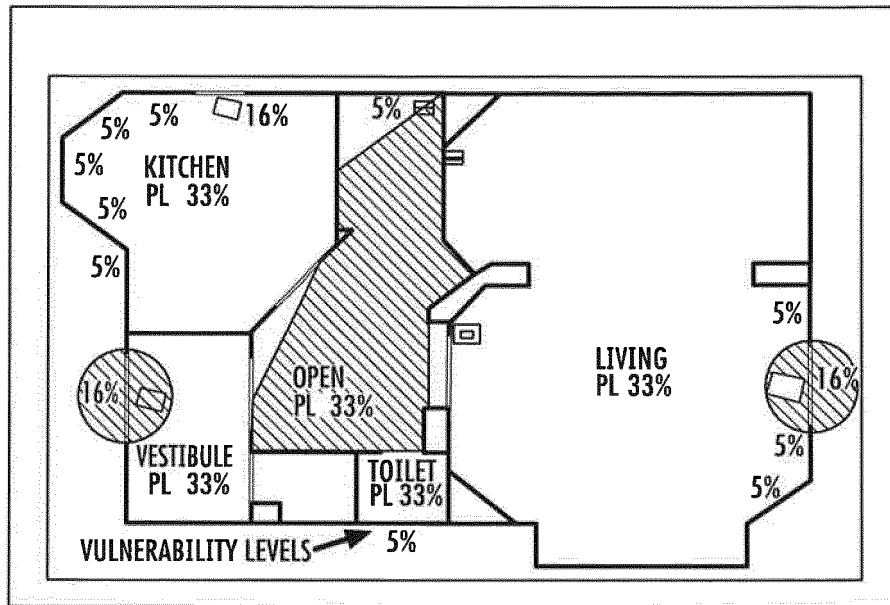 5%
5%
5%
16%
5%
KITCHEN
PL 33%
5%
5%
5%
5%
LIVING
PL 33%
OPEN
PL 33%
16%
16%
5%
5%
VESTIBULE
PL 33%
TOILET
PL 33%
VULNERABILITY LEVELS
5%